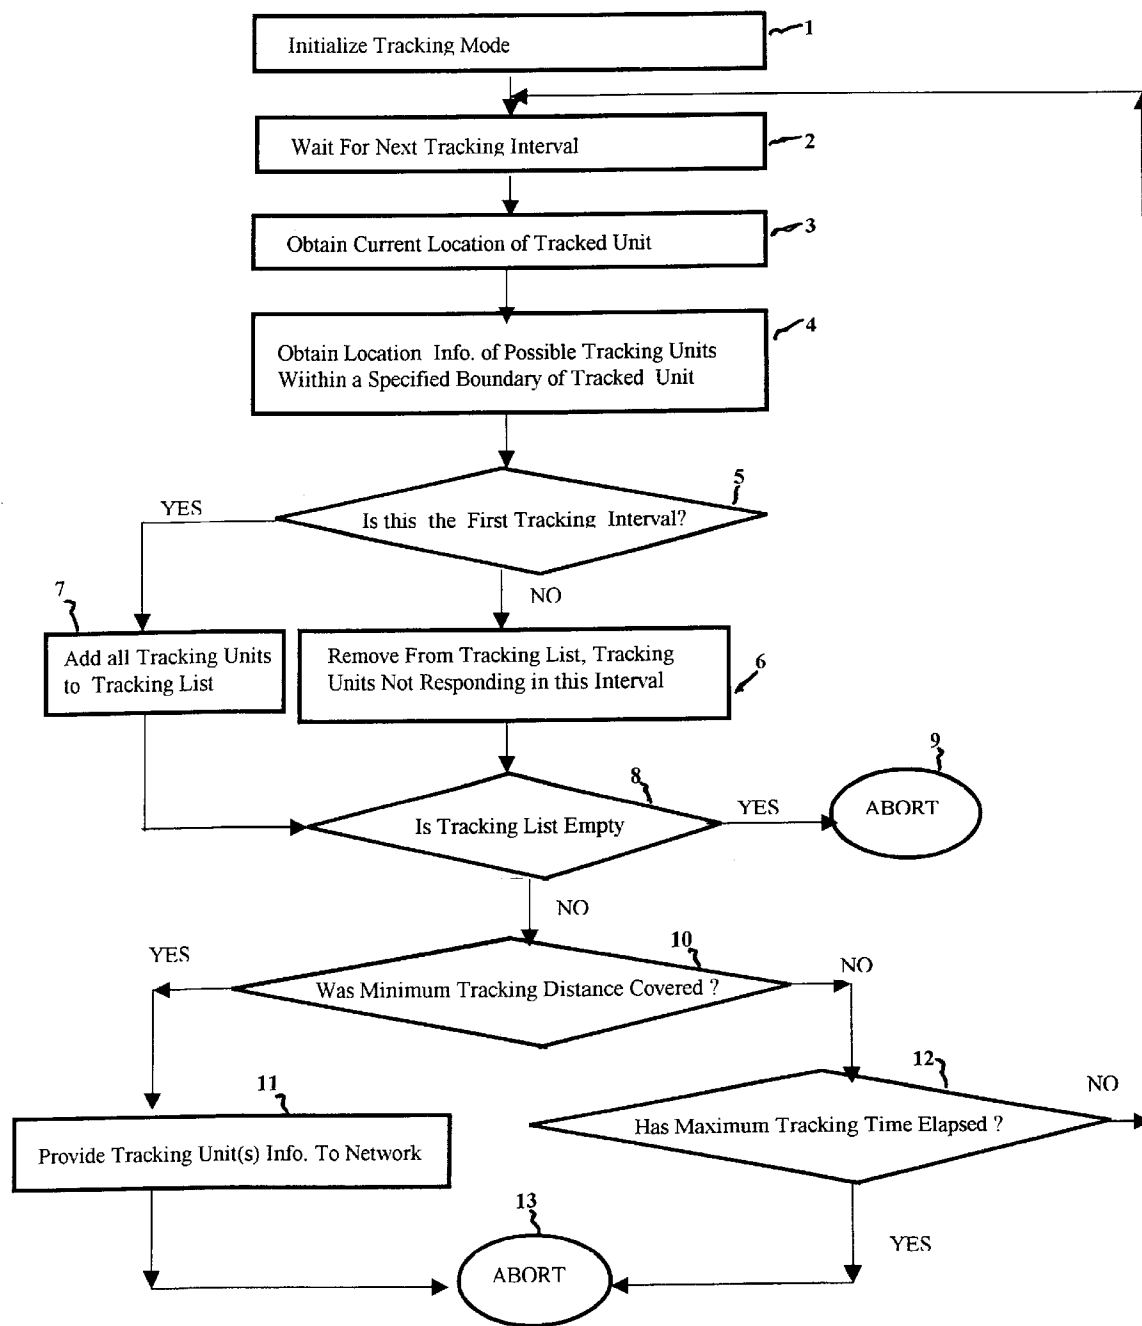 1
Initialize Tracking Mode
Wait For Next Tracking Interval
2
3
Obtain Current Location of Tracked Unit
4
Obtain Location Info. of Possible Tracking Units
Wiithin a Specified Boundary of Tracked Unit
5
YES
Is this the First Tracking Interval?
7
NO
Add all Tracking Units
to Tracking List
Remove From Tracking List, Tracking
Units Not Responding in this Interval
6
9
8
YES
ABORT
Is Tracking List Empty
NO
YES
10
NO
Was Minimum Tracking Distance Covered ?
12
NO
11
Has Maximum Tracking Time Elapsed ?
Provide Tracking Unit(s) Info. To Network
13
YES
ABORT